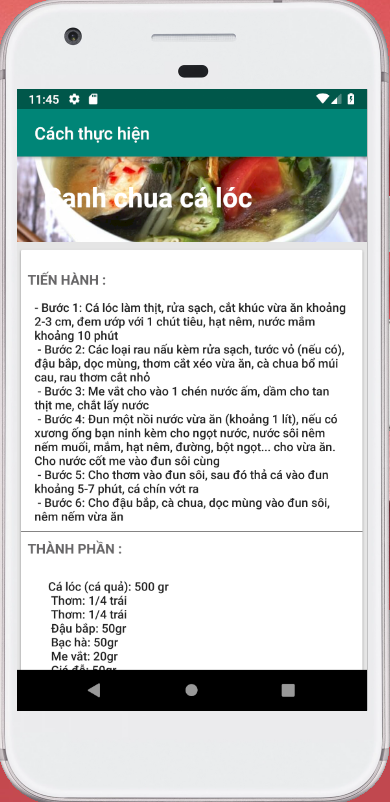 11:45
Cách thực hiện
Canh chua cá lóc
TIẾN HÀNH :
- Bước 1: Cá lóc làm thịt, rửa sạch, cắt khúc vừa ăn khoảng
2-3 cm, đem ướp với 1 chút tiêu, hạt nêm, nước mắm
khoảng 10 phút
- Bước 2: Các loại rau nấu kèm rửa sạch, tước vỏ (nếu có),
đậu bắp, dọc mùng, thơm cắt xéo vừa ăn, cà chua bổ múi
cau, rau thơm cắt nhỏ
- Bước 3: Me vắt cho vào 1 chén nước ấm, dầm cho tan
thịt me, chắt lấy nước
- Bước 4: Đun một nồi nước vừa ăn (khoảng 1 lít), nếu có
xương ống bạn ninh kèm cho ngọt nước, nước sôi nêm
nếm muối, mắm, hạt nêm, đường, bột ngọt... cho vừa ăn.
Cho nước cốt me vào đun sôi cùng
- Bước 5: Cho thơm vào đun sôi, sau đó thả cá vào đun
khoảng 5-7 phút, cá chín vớt ra
- Bước 6: Cho đậu bắp, cà chua, dọc mùng vào đun sôi,
nêm nếm vừa ăn
THÀNH PHẦN :
Cá lóc (cá quả): 500 gr
Thơm: 1/4 trái
Thơm: 1/4 trái
Đậu bắp: 50gr
Bạc hà: 50gr
Me vắt: 20gr
Giá đỗ: 50gr